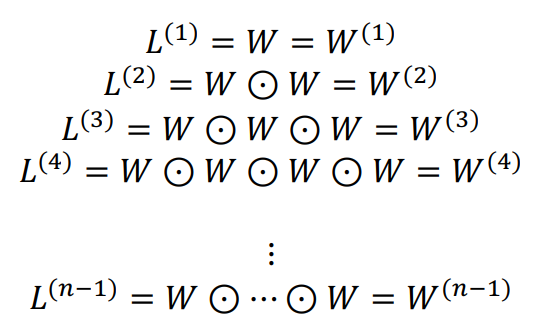 L^{(1)} = W = W^{(1)}
L^{(2)} = W ⨀ W = W^{(2)}
L^{(3)} = W ⨀ W ⨀ W = W^{(3)}
L^{(4)} = W ⨀ W ⨀ W ⨀ W = W^{(4)}
⋮
L^{(n−1)} = W ⨀ ⋯ ⨀ W = W^{(n−1)}